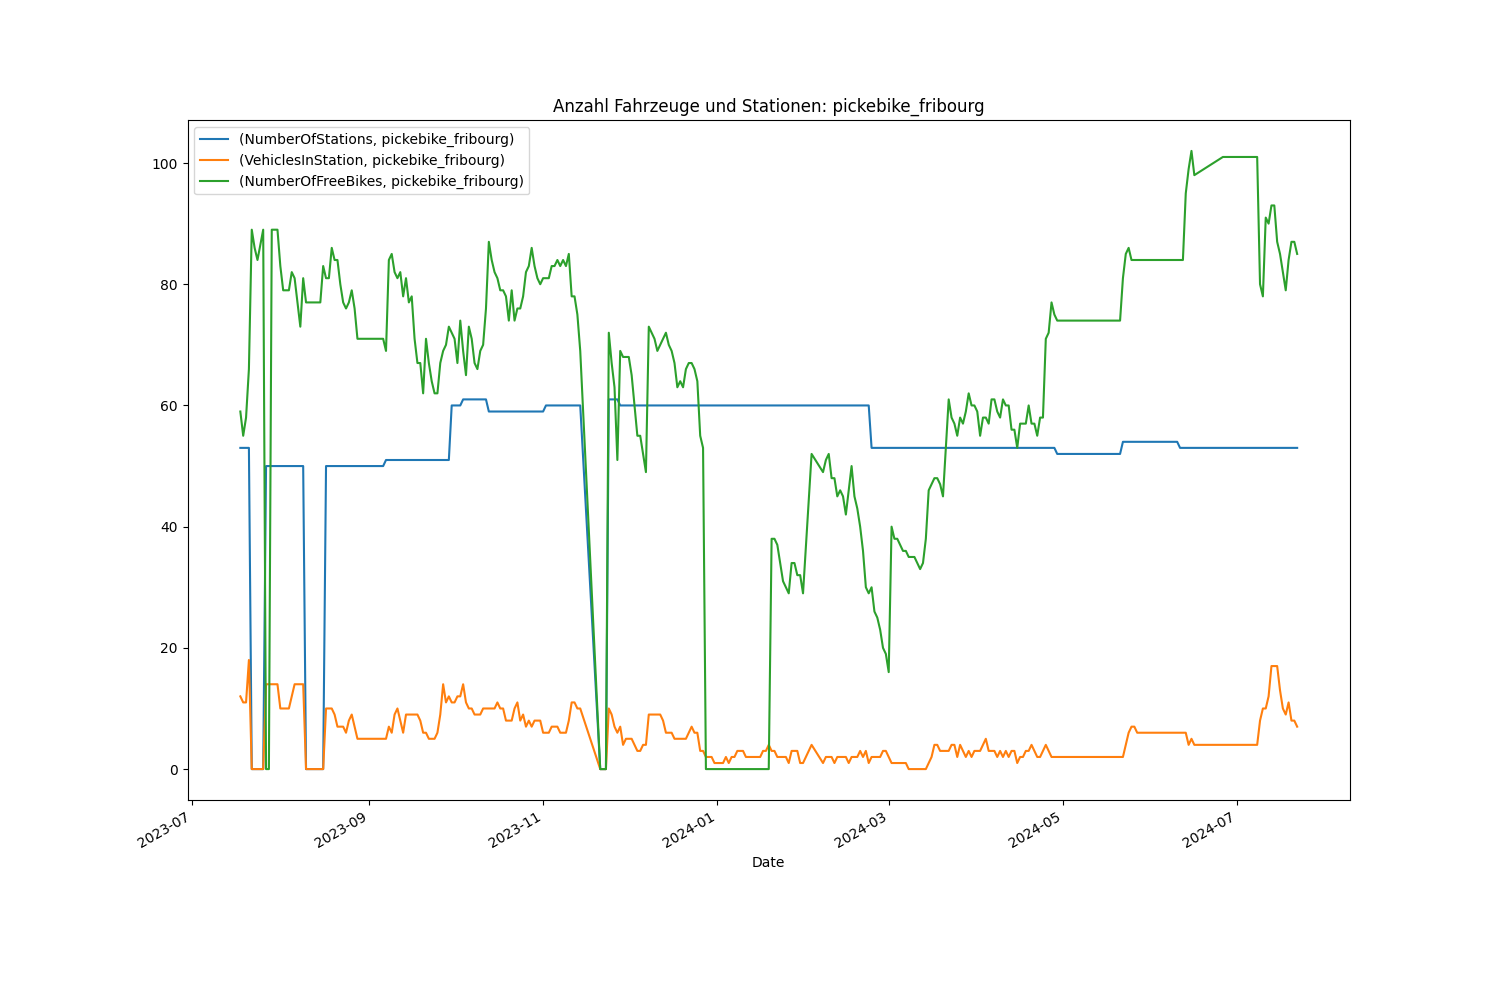 Anzahl Fahrzeuge und Stationen: pickebike_fribourg
(NumberOfStations, pickebike_fribourg)
(VehiclesInStation, pickebike_fribourg)
(NumberOfFreeBikes, pickebike_fribourg)
100
80
60
40
20
0
2023-07
2023-09
2023-11
2024-01
2024-03
2024-05
2024-07
Date